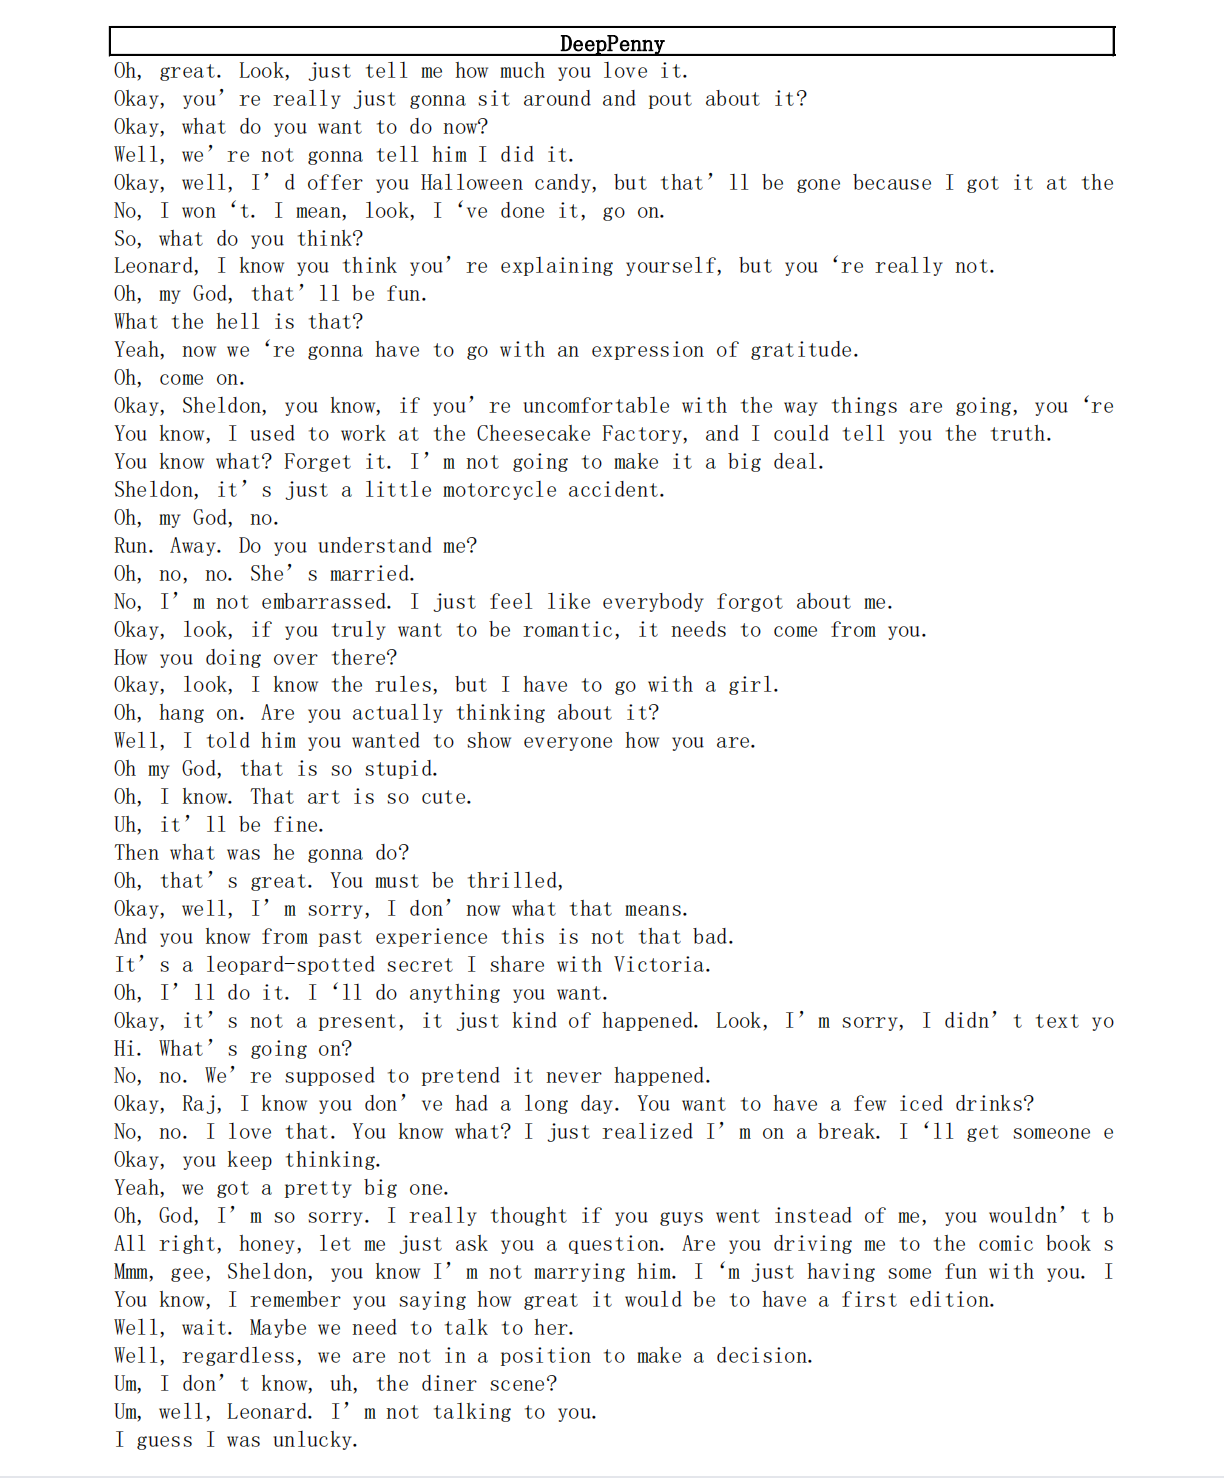 DeepPenny
Oh, great. Look, just tell me how much you love it.
Okay, you’re really just gonna sit around and pout about it?
Okay, what do you want to do now?
Well, we’re not gonna tell him I did it.
Okay, well, I’d offer you Halloween candy, but that’ll be gone because I got it at the
No, I won ‘t. I mean, look, I ‘ve done it, go on.
So, what do you think?
Leonard, I know you think you’re explaining yourself, but you ‘re really not.
Oh, my God, that’ll be fun.
What the hell is that?
Yeah, now we ‘re gonna have to go with an expression of gratitude.
Oh, come on.
Okay, Sheldon, you know, if you’re uncomfortable with the way things are going, you ‘re
You know, I used to work at the Cheesecake Factory, and I could tell you the truth.
You know what? Forget it. I’m not going to make it a big deal.
Sheldon, it’s just a little motorcycle accident.
Oh, my God, no.
Run. Away. Do you understand me?
Oh, no, no. She’s married.
No, I’m not embarrassed. I just feel like everybody forgot about me.
Okay, look, if you truly want to be romantic, it needs to come from you.
How you doing over there?
Okay, look, I know the rules, but I have to go with a girl.
Oh, hang on. Are you actually thinking about it?
Well, I told him you wanted to show everyone how you are.
Oh my God, that is so stupid.
Oh, I know. That art is so cute.
Uh, it’ll be fine.
Then what was he gonna do?
Oh, that’s great. You must be thrilled,
Okay, well, I’m sorry, I don’now what that means.
And you know from past experience this is not that bad.
It’s a leopard-spotted secret I share with Victoria.
Oh, I’ll do it. I ‘ll do anything you want.
Okay, it’s not a present, it just kind of happened. Look, I’m sorry, I didn’t text yo
Hi. What’s going on?
No, no. We’re supposed to pretend it never happened.
Okay, Raj, I know you don’ve had a long day. You want to have a few iced drinks?
No, no. I love that. You know what? I just realized I’m on a break. I ‘ll get someone e
Okay, you keep thinking.
Yeah, we got a pretty big one.
Oh, God, I’m so sorry. I really thought if you guys went instead of me, you wouldn’t b
All right, honey, let me just ask you a question. Are you driving me to the comic book s
Mmm, gee, Sheldon, you know I’m not marrying him. I ‘m just having some fun with you. I
You know, I remember you saying how great it would be to have a first edition.
Well, wait. Maybe we need to talk to her.
Well, regardless, we are not in a position to make a decision.
Um, I don’t know, uh, the diner scene?
Um, well, Leonard. I’m not talking to you.
I guess I was unlucky.